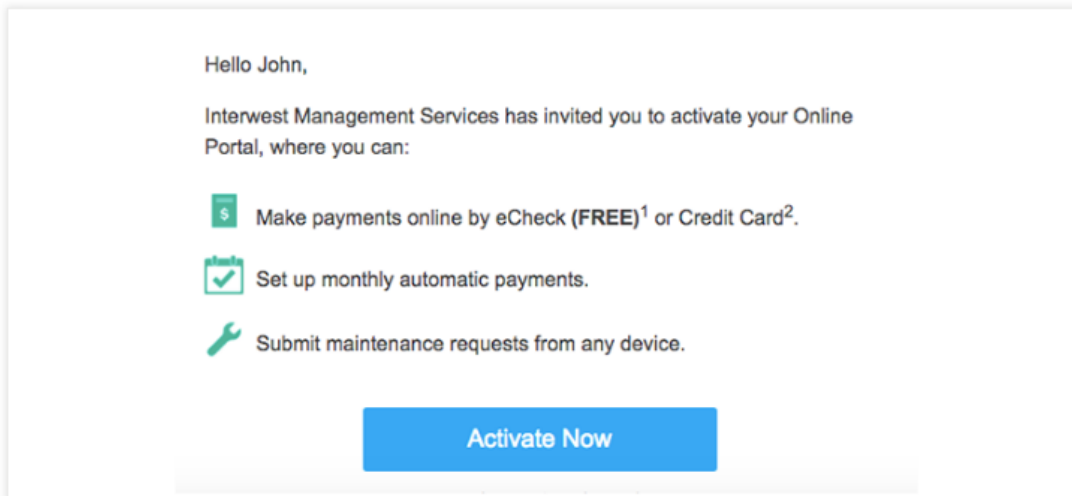 Hello John,
Interwest Management Services has invited you to activate your Online
Portal, where you can:
$ Make payments online by eCheck (FREE)¹ or Credit Card².
Set up monthly automatic payments.
Submit maintenance requests from any device.
Activate Now